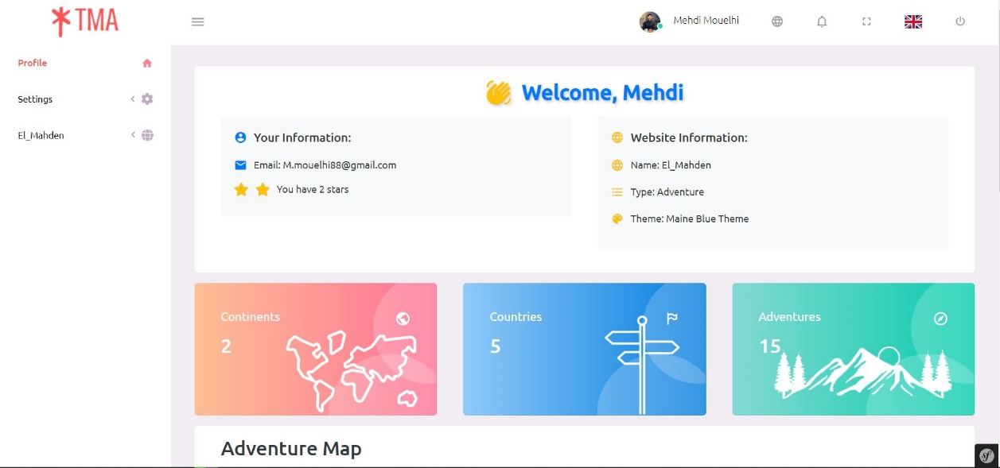 TMA
Mehdi Mouelhi
Profile
Settings
El_Mahden
Welcome, Mehdi
Your Information:
Email: M.mouelhi88@gmail.com
You have 2 stars
Website Information:
Name: El_Mahden
Type: Adventure
Theme: Maine Blue Theme
Continents
2
Countries
5
Adventures
15
Adventure Map
sf